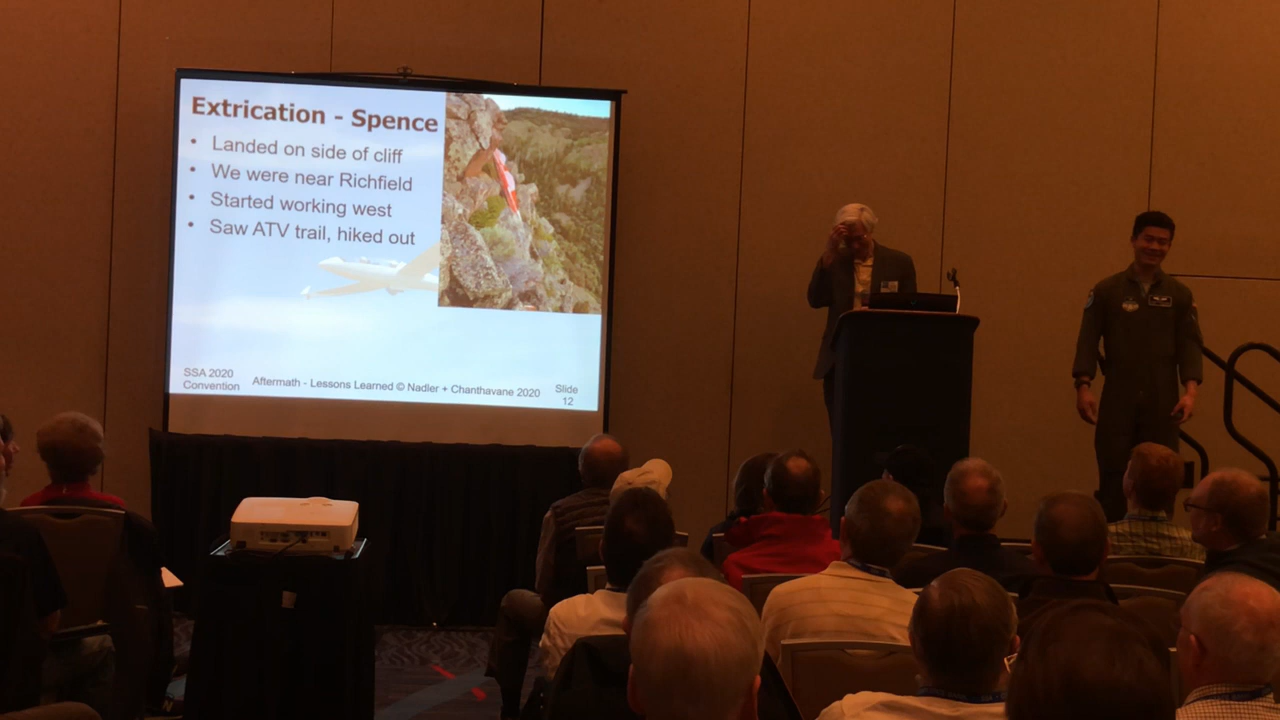 Extrication - Spence
• Landed on side of cliff
• We were near Richfield
• Started working west
• Saw ATV trail, hiked out
SSA 2020
Convention
Aftermath - Lessons Learned © Nadler + Chanthavane 2020
Slide
12